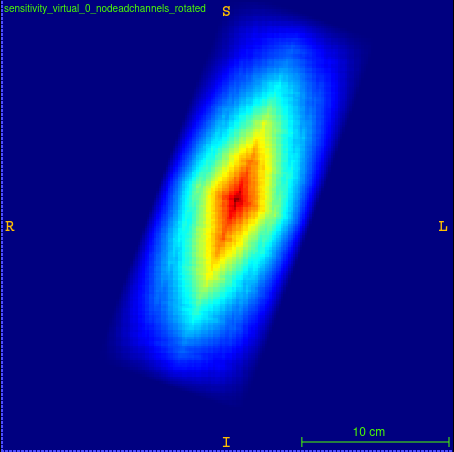 sensitivity_virtual_0_nodeadchannels_rotated
S
R
L
10 cm
I